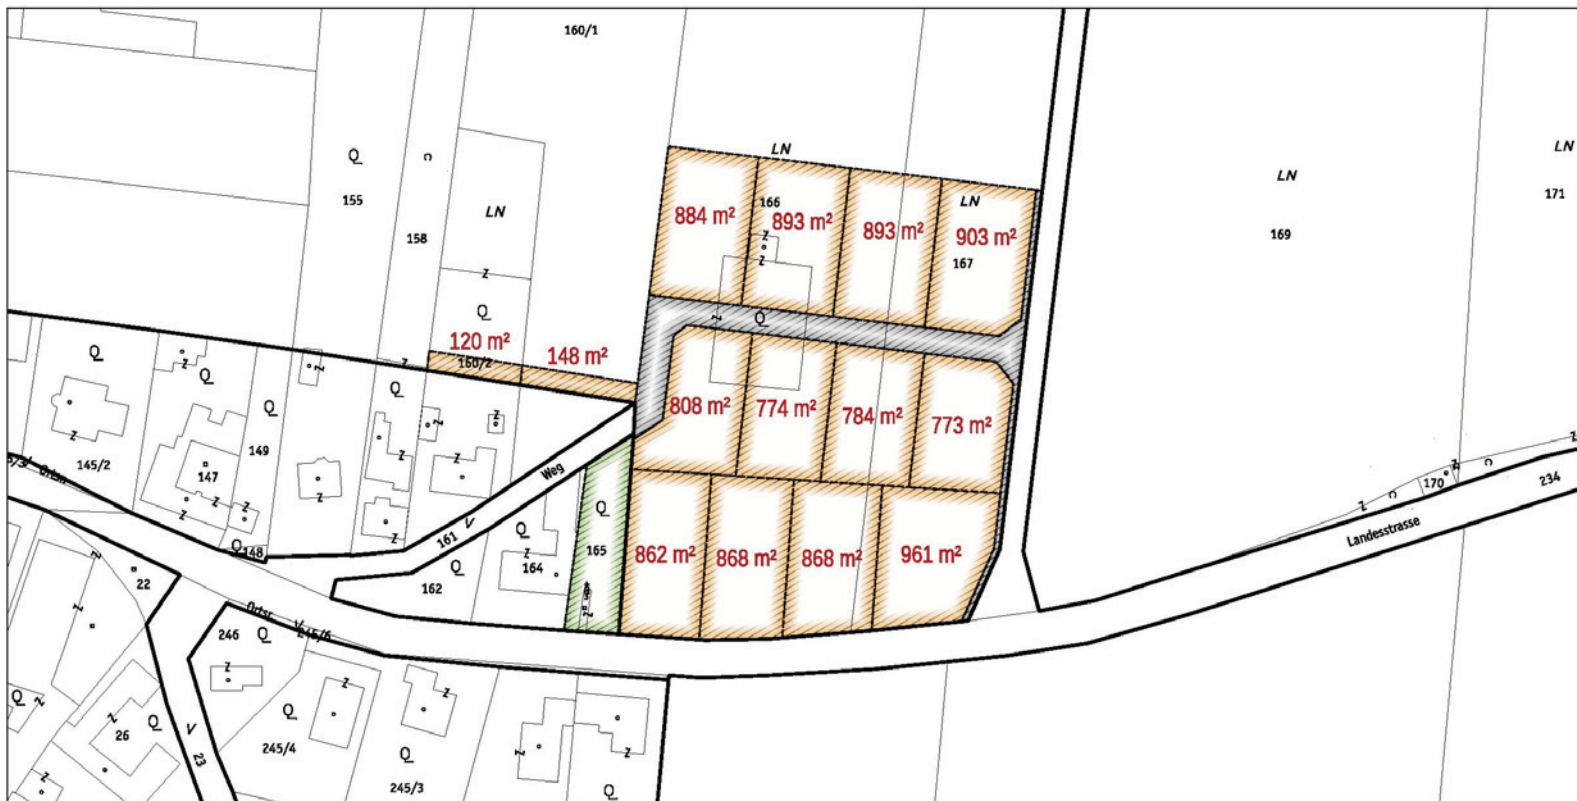 160/1
LN
LN
Q
C
LN
171
155
LN
166
LN
884 m²
893 m²
893 m²
903 m²
158
169
Z
Z
167
Z
Q
Z
Q
120 m²
148 m²
160/2
Q
Z
Z
Z
Q
Z
Q
Q
808 m²
774 m²
784 m²
773 m²
Z
Z
Z
145/2
149
147
Z
Z
Z
Z
Z
Weg
Z
Z
C
170
234
Z
C
Z
Q
V
161
Q
165
Landesstrasse
Q
148
Z
Z
164
862 m²
868 m²
868 m²
961 m²
Z
22
Q
162
Z
Ortsr
V
245/6
246
Q
Z
Z
Z
Q
Z
Q
Z
Q
26
V
23
Q
245/4
Q
Z
Z
Z
245/3
Q